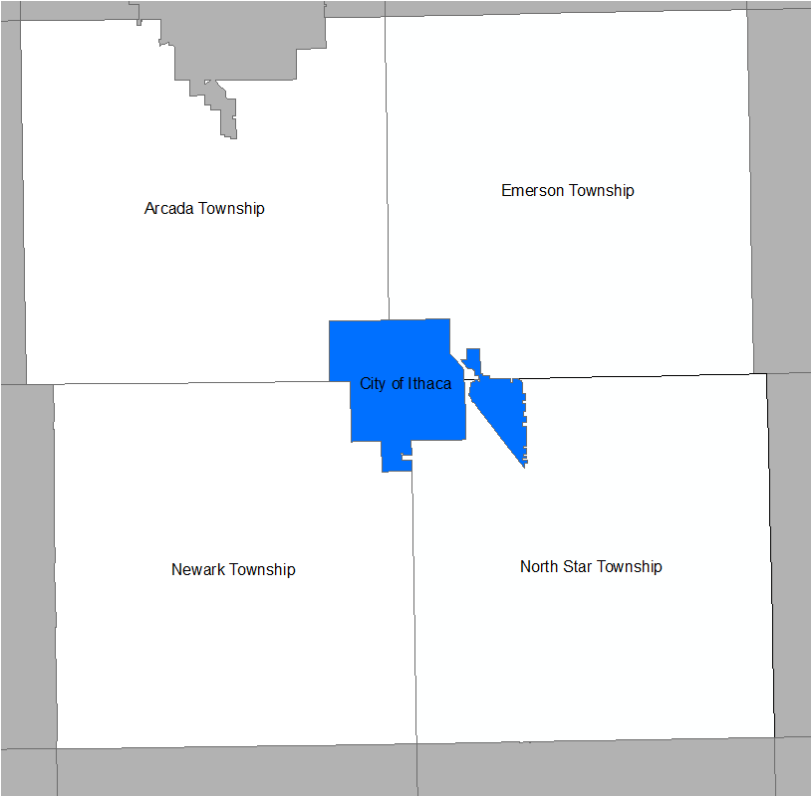 Emerson Township
Arcada Township
City of Ithaca
North Star Township
Newark Township